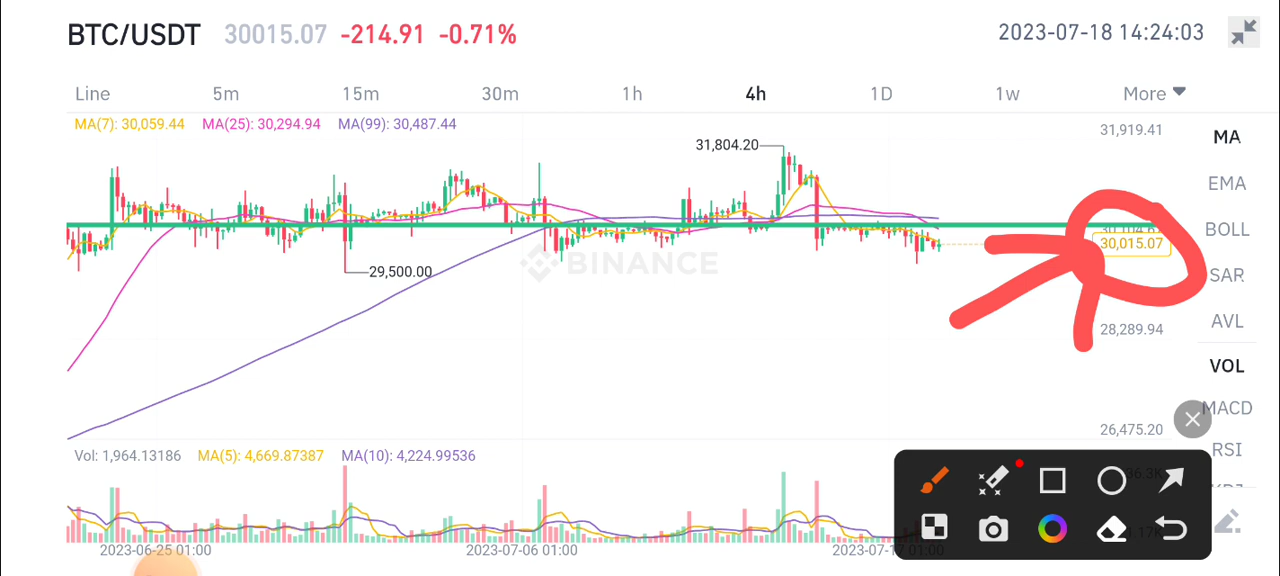 BTC/USDT 30015.07 -214.91 -0.71% 2023-07-18 14:24:03
Line 5m 15m 30m 1h 4h 1D 1w More
MA(7): 30,059.44 MA(25): 30,294.94 MA(99): 30,487.44
31,919.41
MA
31,804.20
EMA
BOLL
30,015.07
BINANCE
29,500.00
SAR
AVL
28,289.94
VOL
MACD
26,475.20
RSI
Vol: 1,964.13186 MA(5): 4,669.87387 MA(10): 4,224.99536
2023-06-25 01:00 2023-07-06 01:00 2023-07-17 01:00